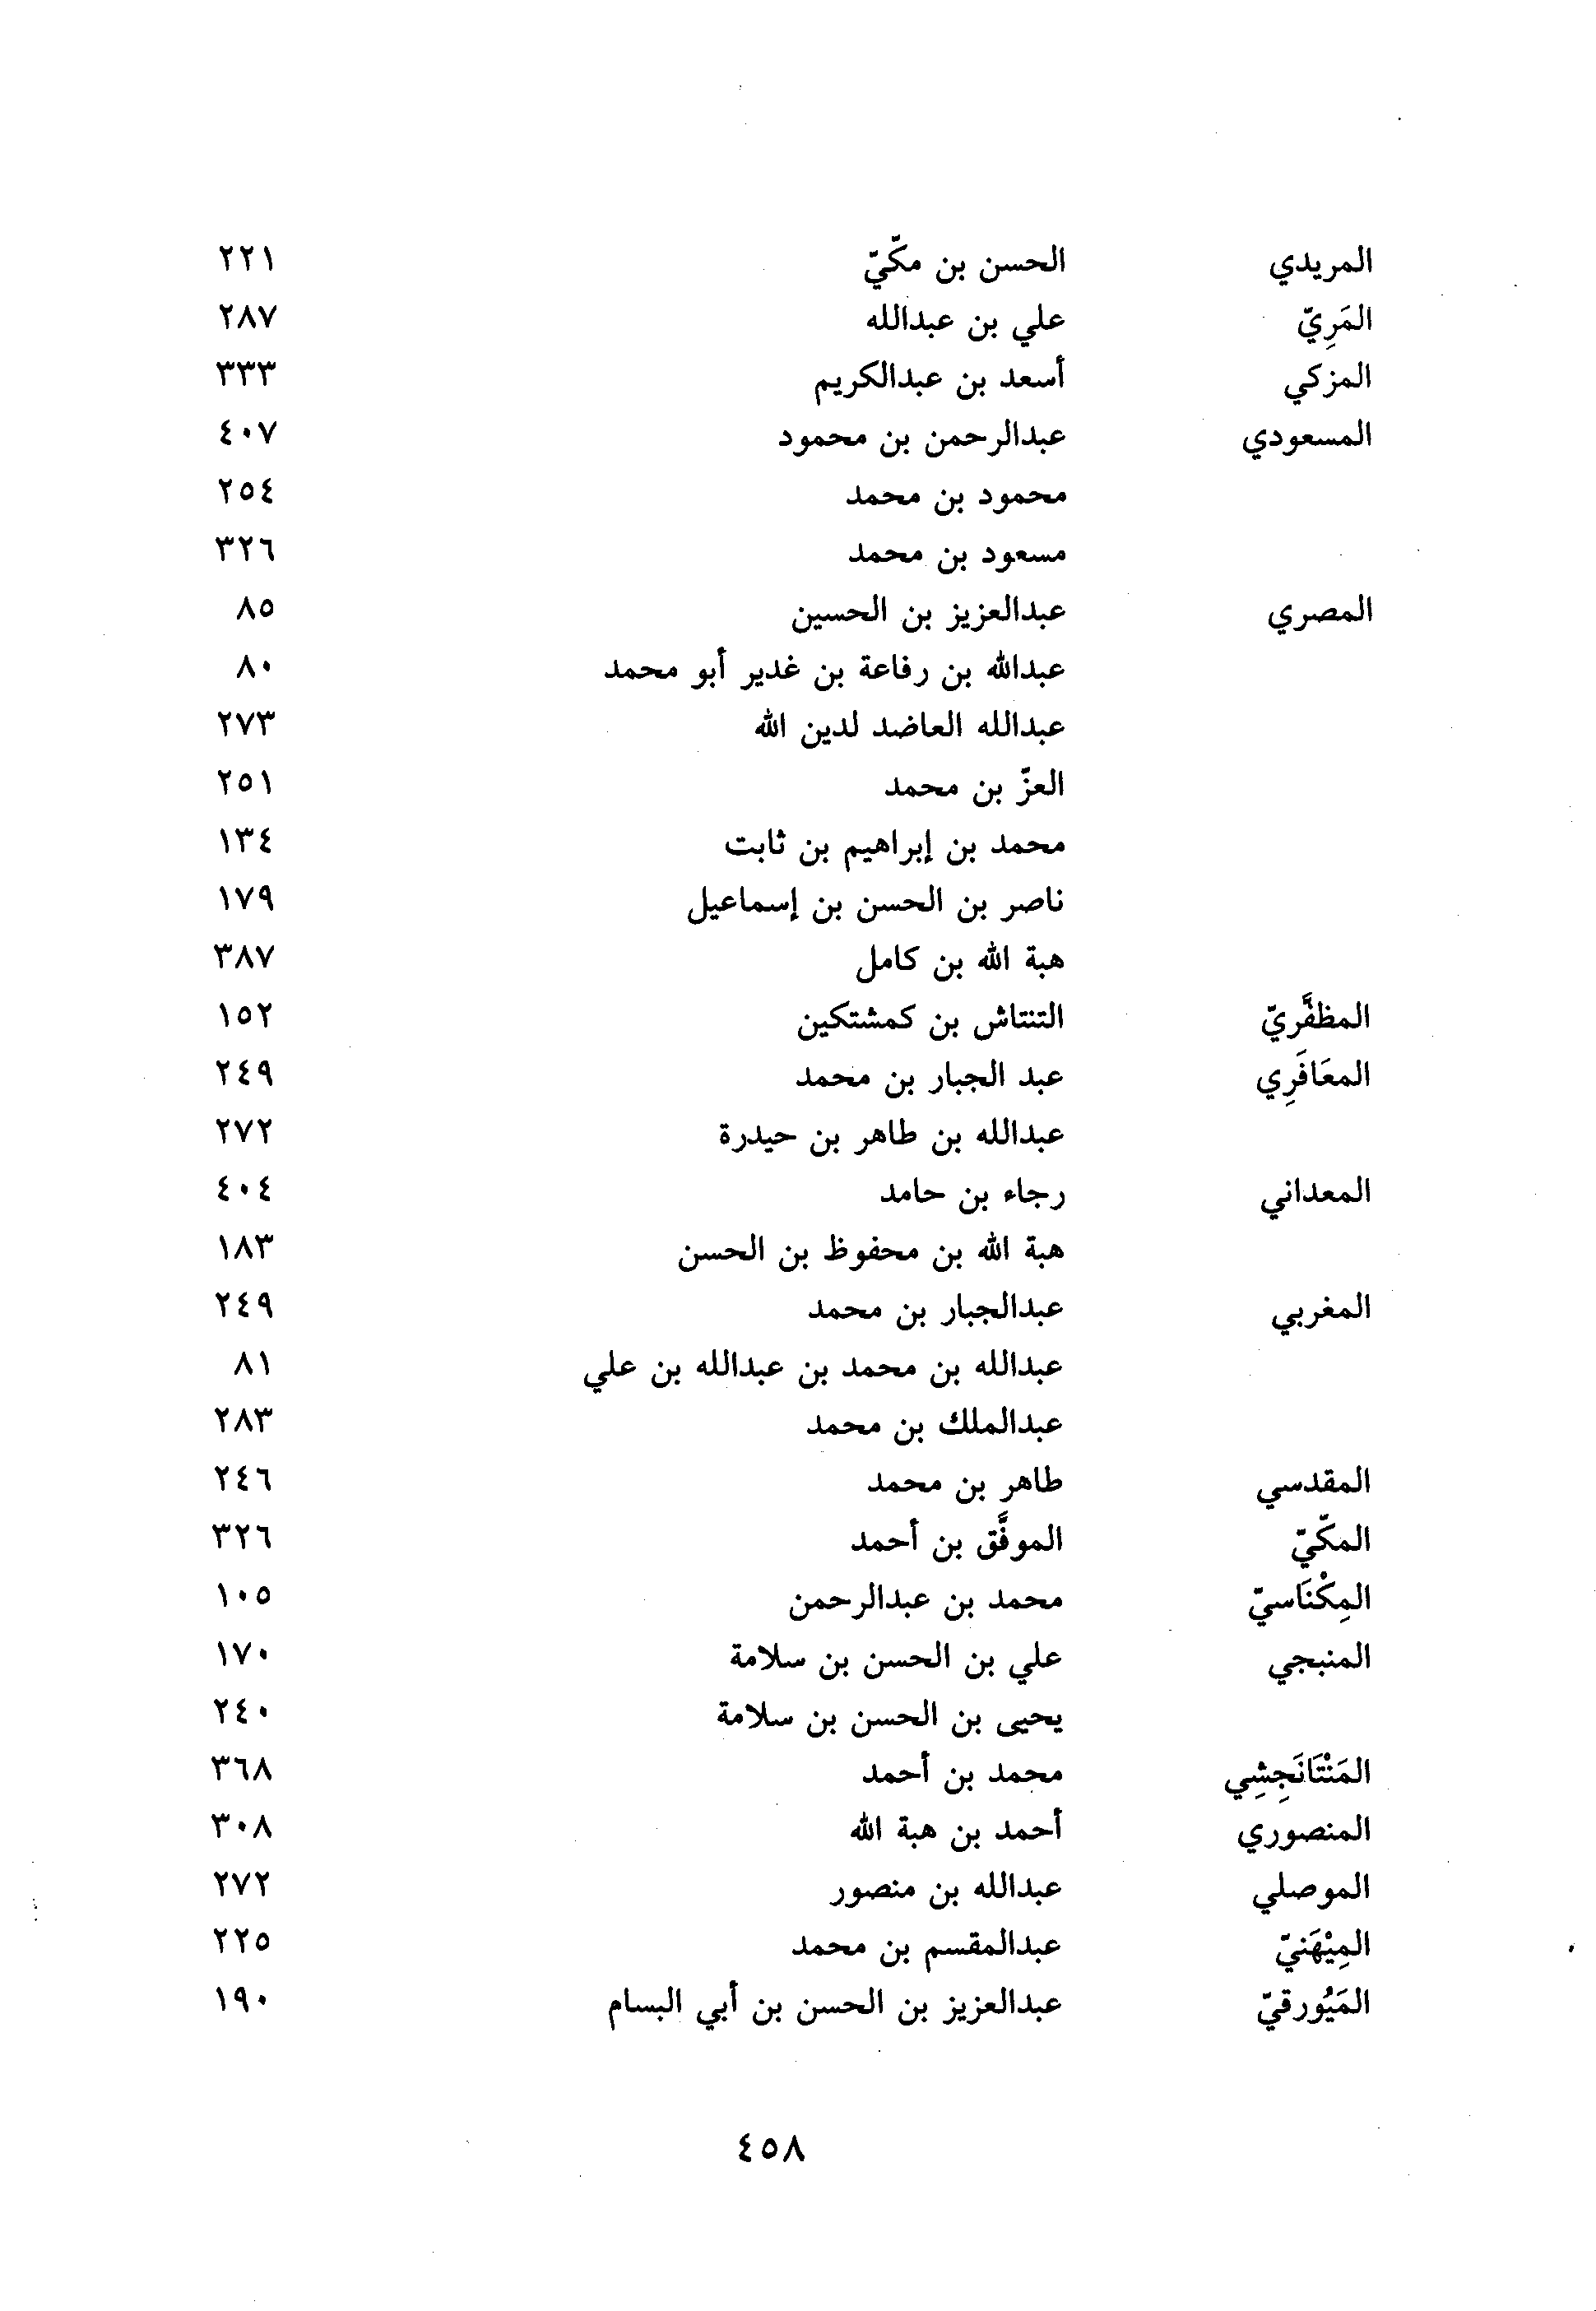 المريدي الحسن بن مكّيّ ٢٢١
المَرِيّ علي بن عبدالله ٢٨٧
المزكي أسعد بن عبدالكريم ٣٣٣
المسعودي عبدالرحمن بن محمود ٤٠٧
محمود بن محمد ٢٥٤
مسعود بن محمد ٣٢٦
المصري عبدالعزيز بن الحسين ٨٥
عبدالله بن رفاعة بن غدير أبو محمد ٨٠
عبدالله العاضد لدين الله ٢٧٣
العزّ بن محمد ٢٥١
محمد بن إبراهيم بن ثابت ١٣٤
ناصر بن الحسن بن إسماعيل ١٧٩
هبة الله بن كامل ٣٨٧
المظفَّريّ التنتاش بن كمشتكين ١٥٢
المعَافَرِي عبد الجبار بن محمد ٢٤٩
عبدالله بن طاهر بن حيدرة ٢٧٢
المعداني رجاء بن حامد ٤٠٤
هبة الله بن محفوظ بن الحسن ١٨٣
المغربي عبدالجبار بن محمد ٢٤٩
عبدالله بن محمد بن عبدالله بن علي ٨١
عبدالملك بن محمد ٢٨٣
المقدسي طاهر بن محمد ٢٤٦
المكّيّ الموفَّق بن أحمد ٣٢٦
المِكْنَاسيّ محمد بن عبدالرحمن ١٠٥
المنبجي علي بن الحسن بن سلامة ١٧٠
يحيى بن الحسن بن سلامة ٢٤٠
المَنْتَانَجِشِي محمد بن أحمد ٣٦٨
المنصوري أحمد بن هبة الله ٣٠٨
الموصلي عبدالله بن منصور ٢٧٢
المِيْهَنيّ عبدالمقسم بن محمد ٢٢٥
المَيُورقيّ عبدالعزيز بن الحسن بن أبي البسام ١٩٠
٤٥٨